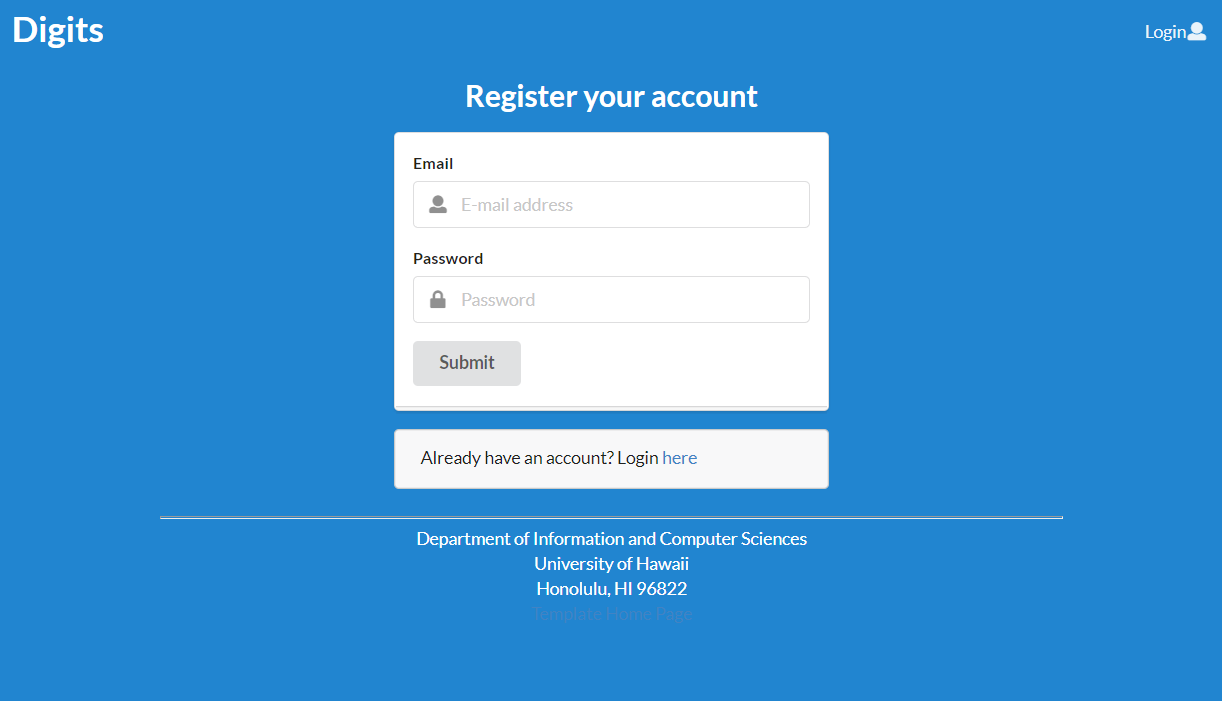 Digits
Login
Register your account
Email
E-mail address
Password
Password
Submit
Already have an account? Login here
Department of Information and Computer Sciences
University of Hawaii
Honolulu, HI 96822
Template Home Page